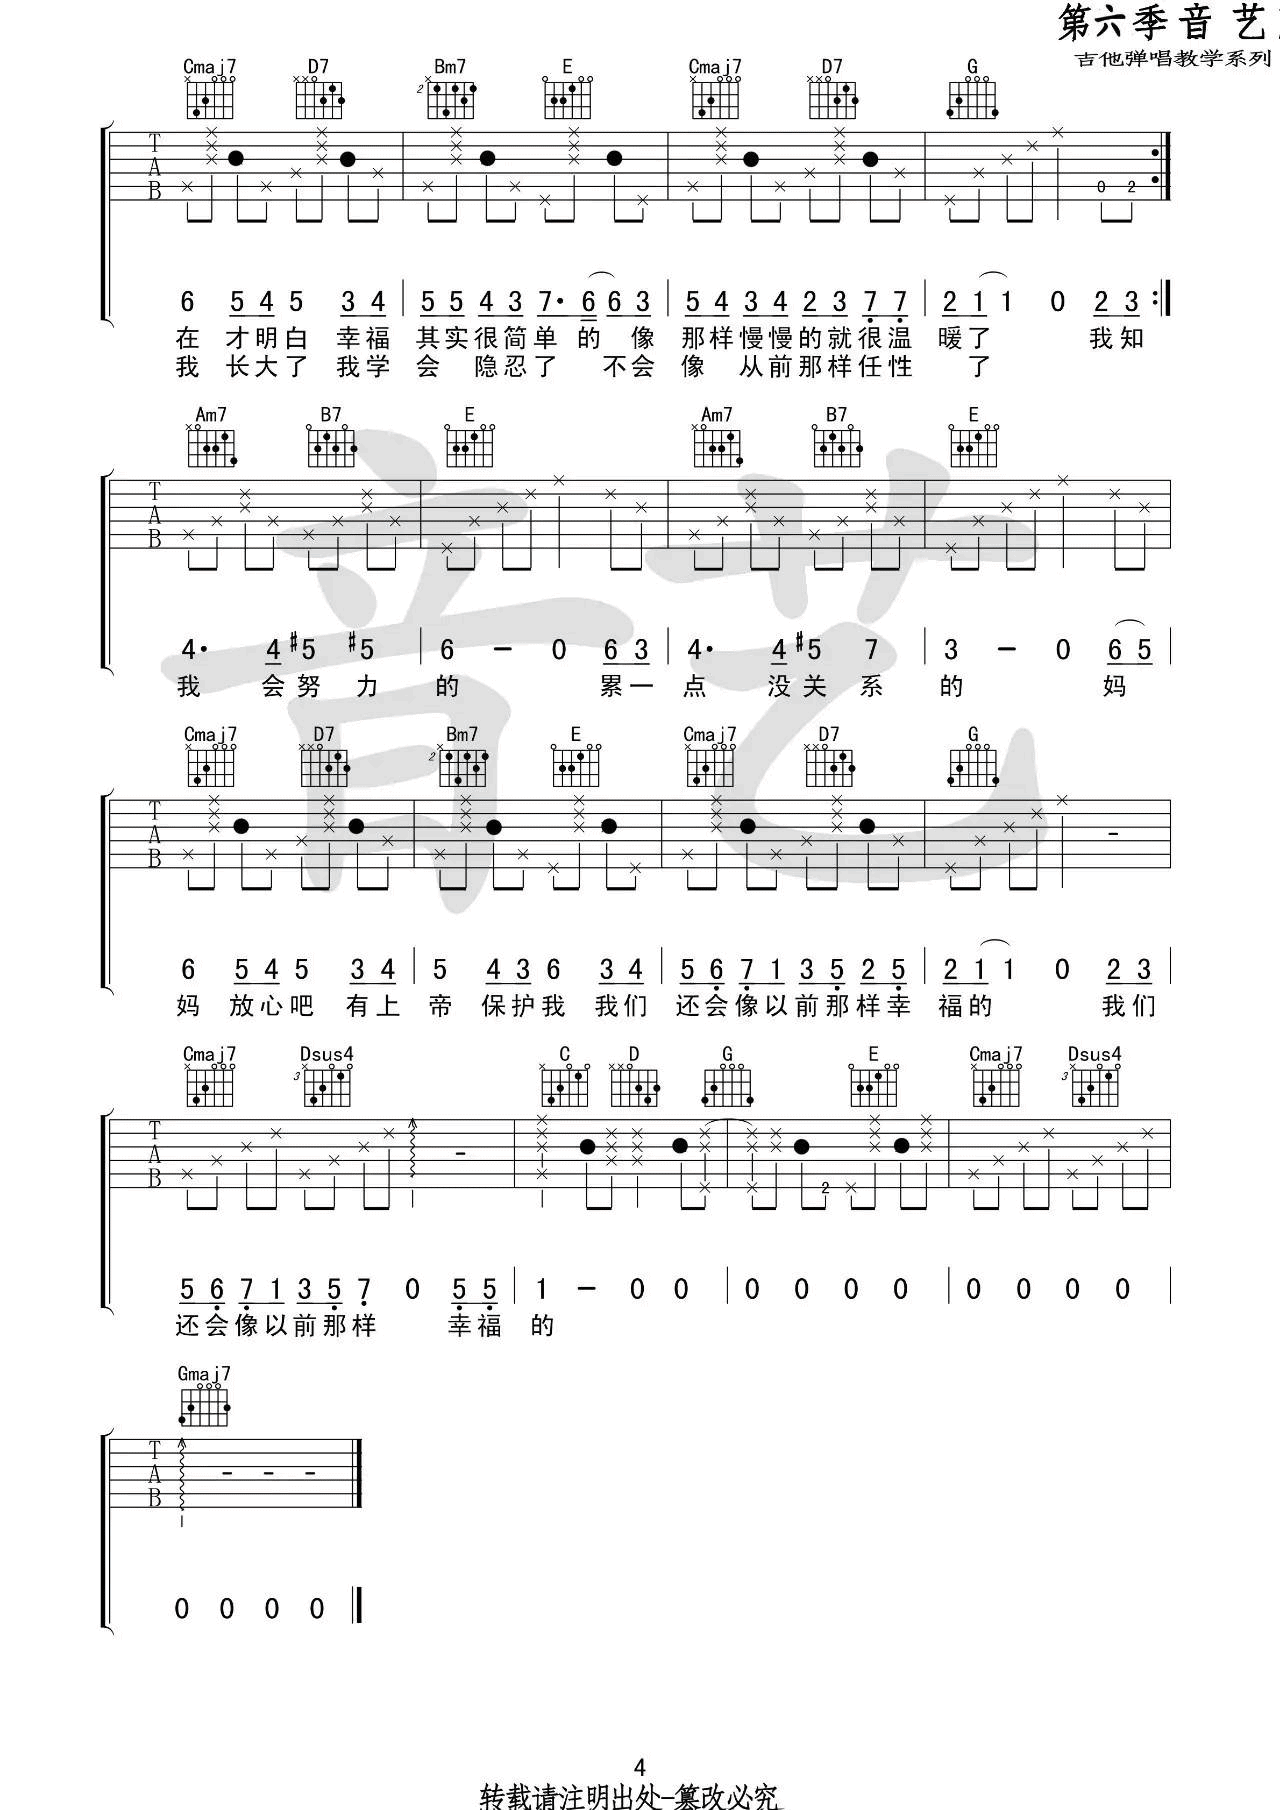 第六季音 艺
吉他弹唱教学系列
Cmaj7 D7 Bm7 E Cmaj7 D7 G
2
T
A
B
0 2
6 5 4 5 3 4 5 5 4 3 7· 6 6 3 5 4 3 4 2 3 7 7 2 1 1 0 2 3
在 才明白 幸福 其实很简单 的 像 那样慢慢的就很温 暖了 我知
我 长大了 我学 会 隐忍了 不会 像 从前那样任性 了
Am7 B7 E Am7 B7 E
T
A
B
4· 4 #5 #5 6 - 0 6 3 4· 4 #5 7 3 - 0 6 5
我 会努 力 的 累一 点 没关 系 的 妈
Cmaj7 D7 Bm7 E Cmaj7 D7 G
2
T
A
B
-
6 5 4 5 3 4 5 4 3 6 3 4 5 6 7 1 3 5 2 5 2 1 1 0 2 3
妈 放心吧 有上 帝 保护我 我们 还会像以前那样幸 福的 我们
Cmaj7 Dsus4 C D G E Cmaj7 Dsus4
3 3
T
A
B
- 2
5 6 7 1 3 5 7 0 5 5 1 - 0 0 0 0 0 0 0 0 0 0
还会像以前那样 幸福 的
Gmaj7
T
A
B
- - -
0 0 0 0
4
转载请注明出处-篡改必究